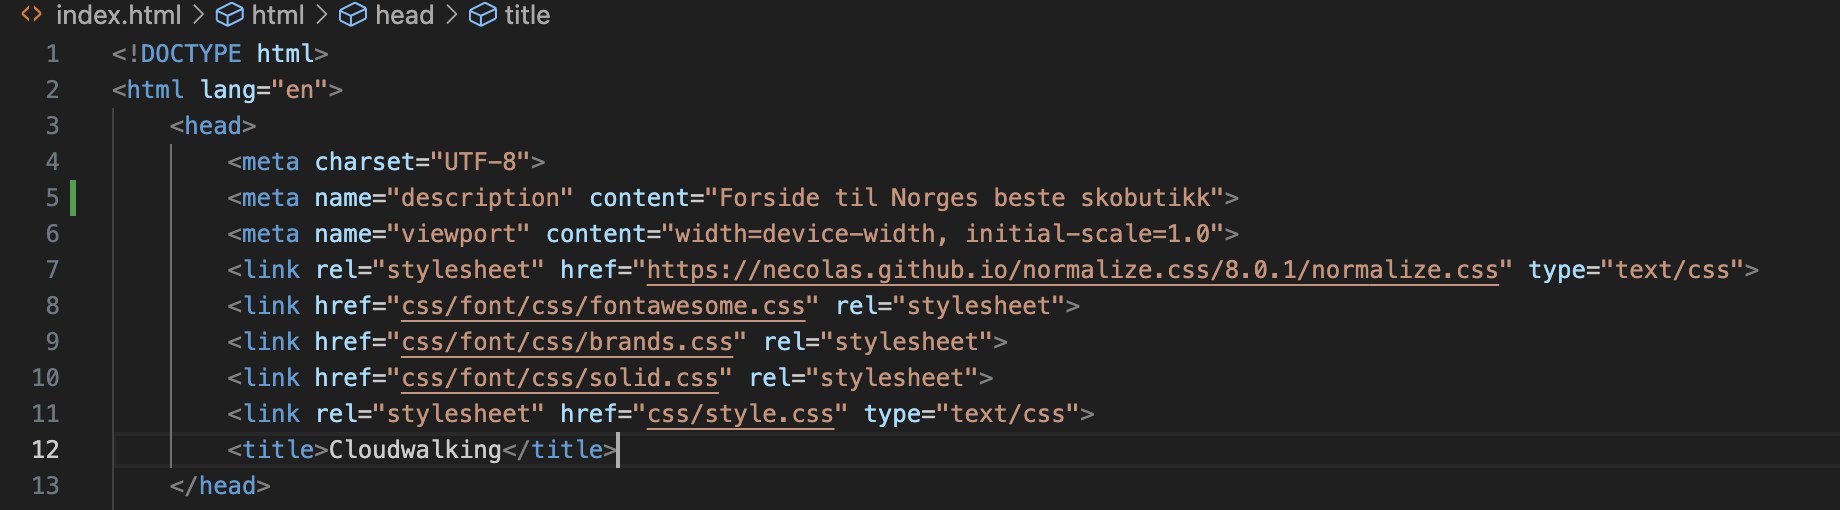 index.html > html > head > title
1 <!DOCTYPE html>
2 <html lang="en">
3 <head>
4 <meta charset="UTF-8">
5 <meta name="description" content="Forside til Norges beste skobutikk">
6 <meta name="viewport" content="width=device-width, initial-scale=1.0">
7 <link rel="stylesheet" href="https://necolas.github.io/normalize.css/8.0.1/normalize.css" type="text/css">
8 <link href="css/font/css/fontawesome.css" rel="stylesheet">
9 <link href="css/font/css/brands.css" rel="stylesheet">
10 <link href="css/font/css/solid.css" rel="stylesheet">
11 <link rel="stylesheet" href="css/style.css" type="text/css">
12 <title>Cloudwalking</title>
13 </head>